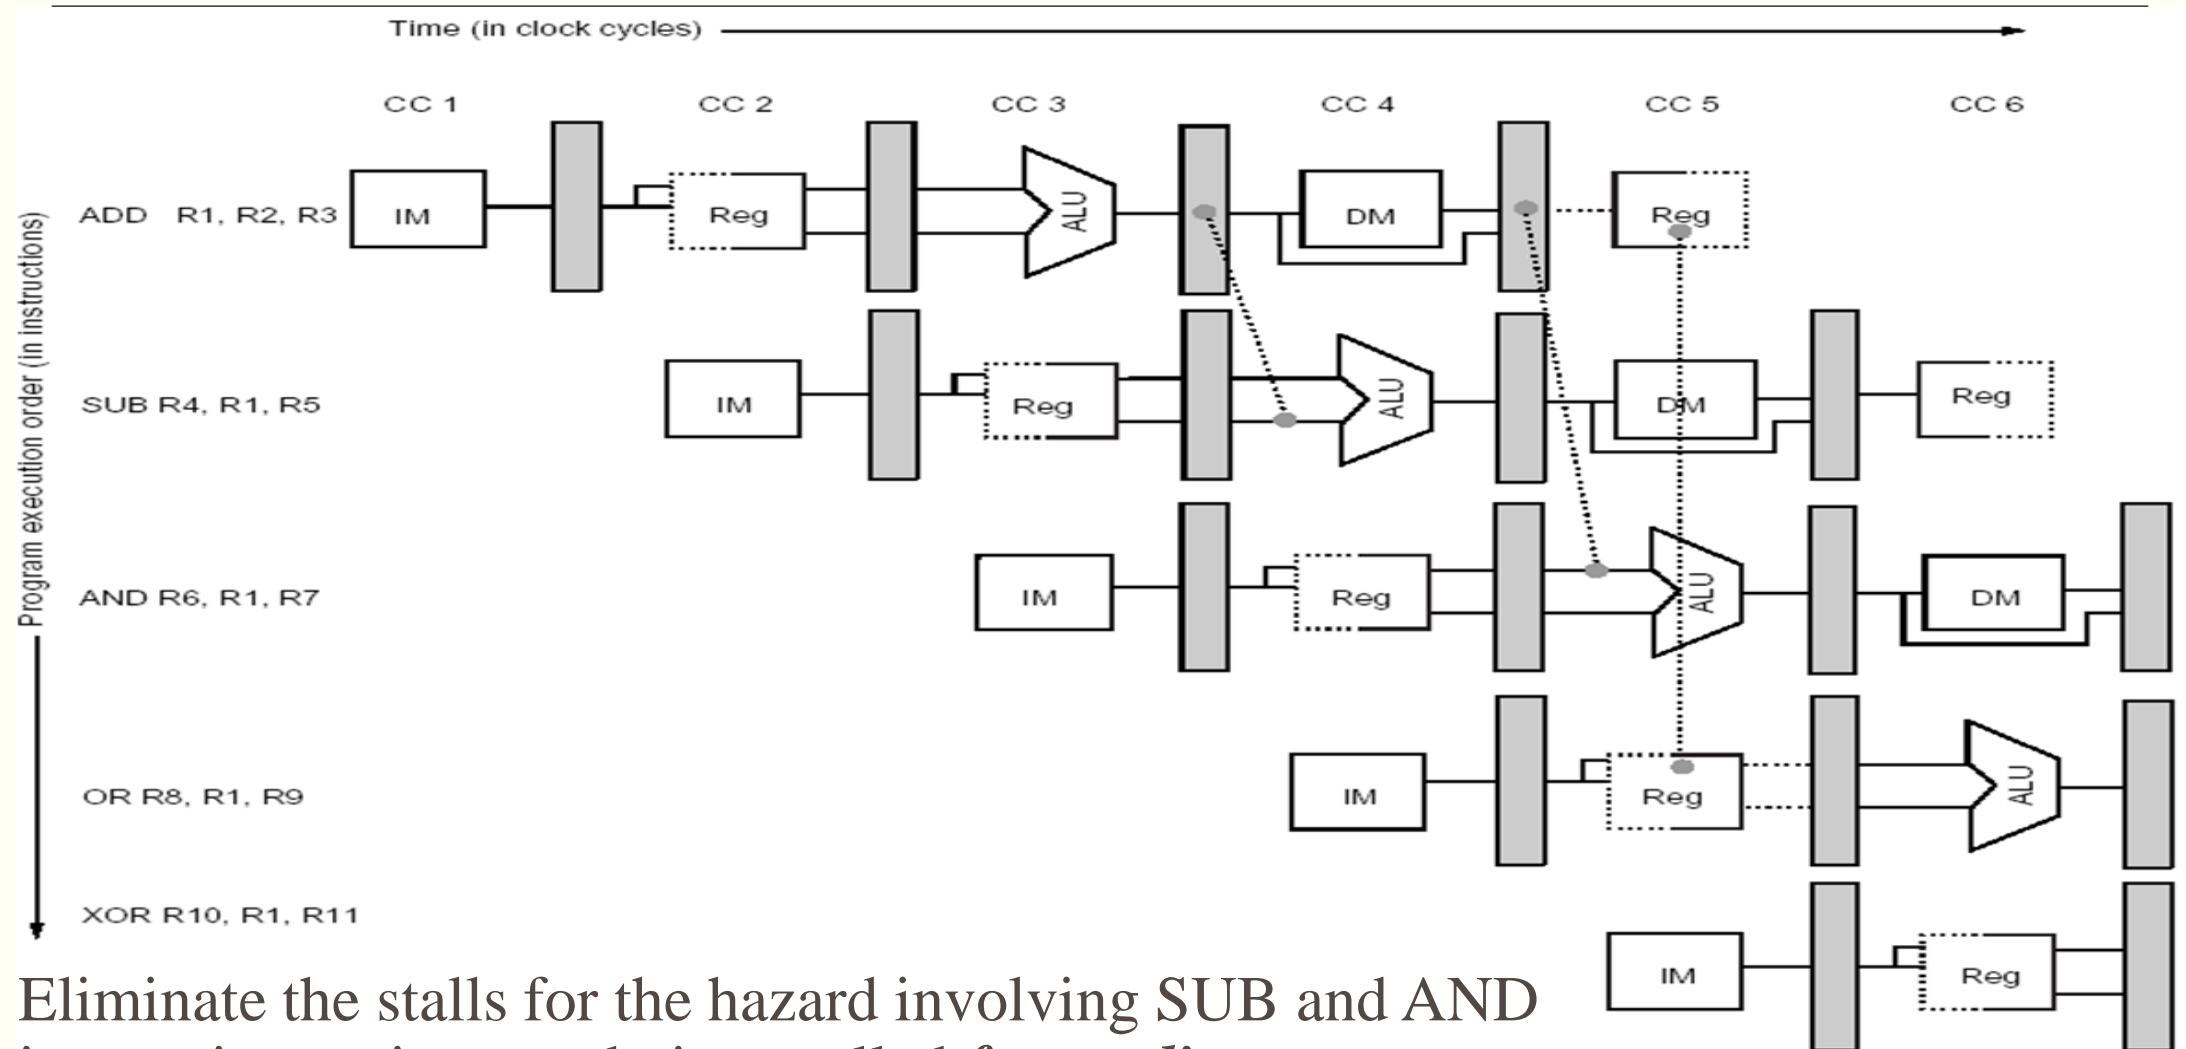 Time (in clock cycles)
CC 1 CC 2 CC 3 CC 4 CC 5 CC 6
Program execution order (in instructions)
ADD R1, R2, R3 IM Reg ALU DM Reg
SUB R4, R1, R5 IM Reg ALU DM Reg
AND R6, R1, R7 IM Reg ALU DM
OR R8, R1, R9 IM Reg ALU
XOR R10, R1, R11
IM Reg
Eliminate the stalls for the hazard involving SUB and AND